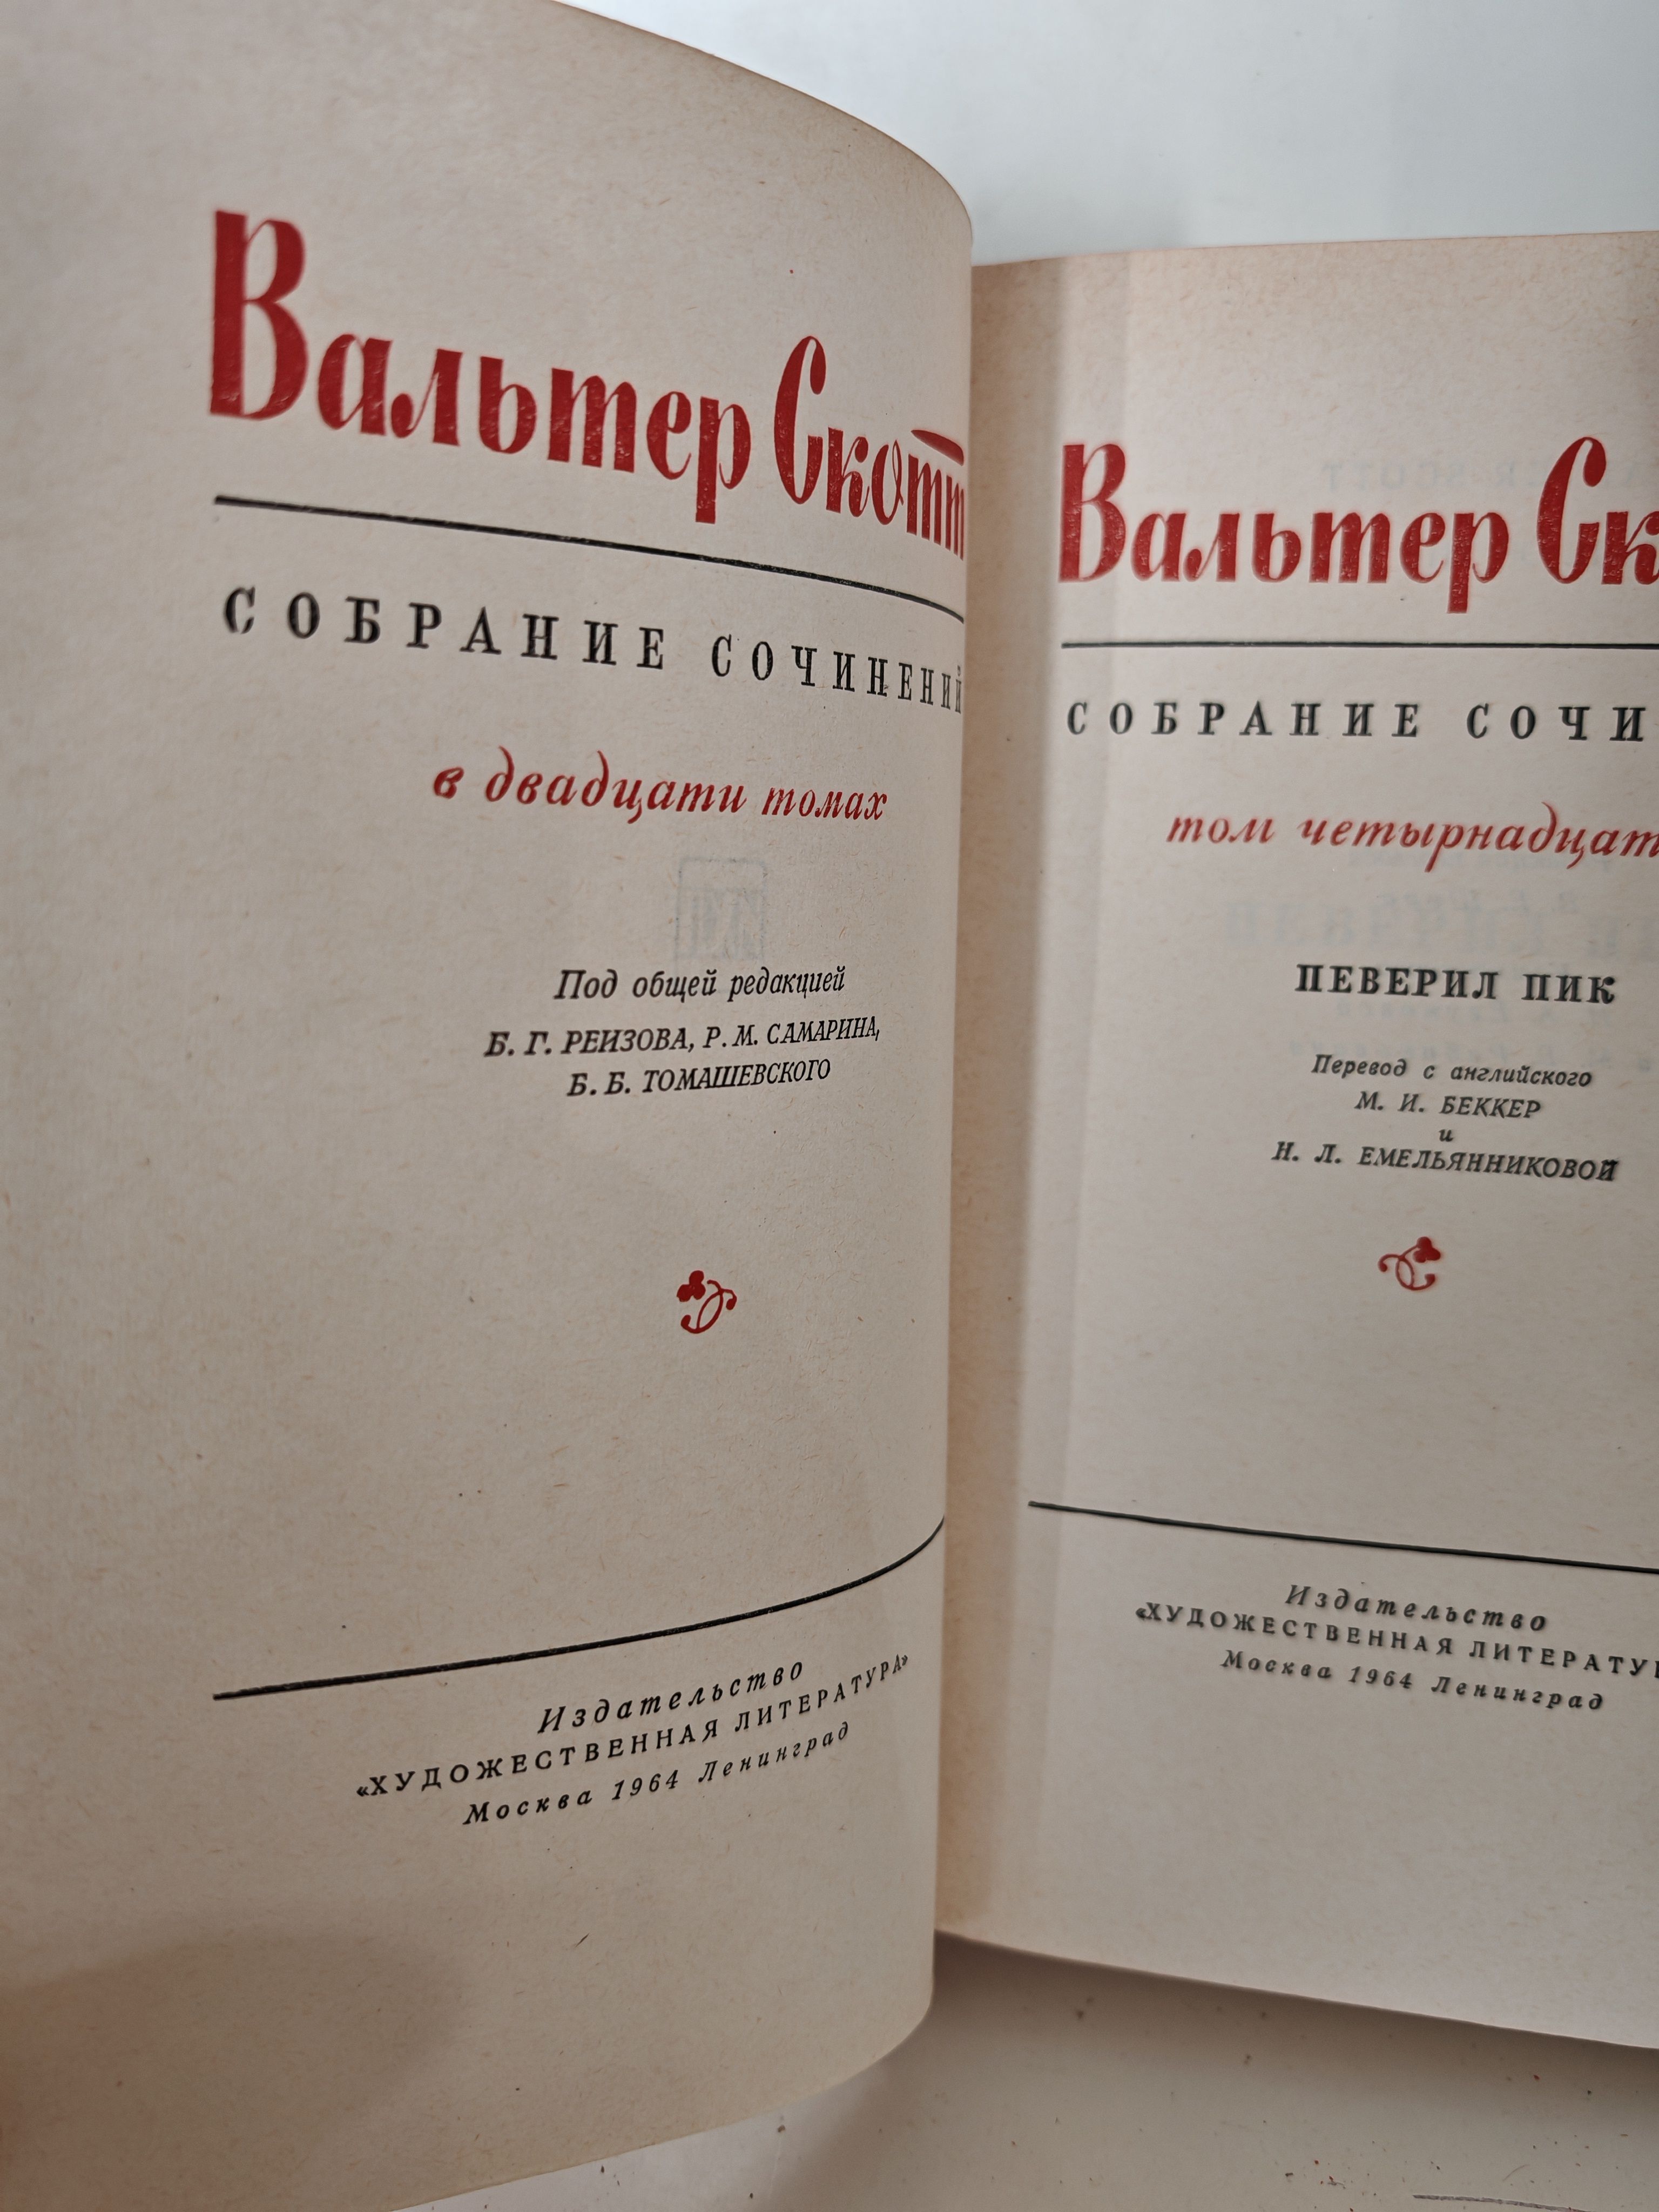 Вальтер Скотт
СОБРАНИЕ СОЧИНЕНИЙ
в двадцати томах
Под общей редакцией
Б. Г. РЕИЗОВА, Р. М. САМАРИНА,
Б. Б. ТОМАШЕВСКОГО
Издательство
«ХУДОЖЕСТВЕННАЯ ЛИТЕРАТУРА»
Москва 1964 Ленинград
Вальтер Ск
СОБРАНИЕ СОЧИ
том четырнадцат
ПЕВЕРИЛ ПИК
Перевод с английского
М. И. БЕККЕР
и
Н. Л. ЕМЕЛЬЯННИКОВОЙ
Издательство
«ХУДОЖЕСТВЕННАЯ ЛИТЕРАТУ
Москва 1964 Ленинград